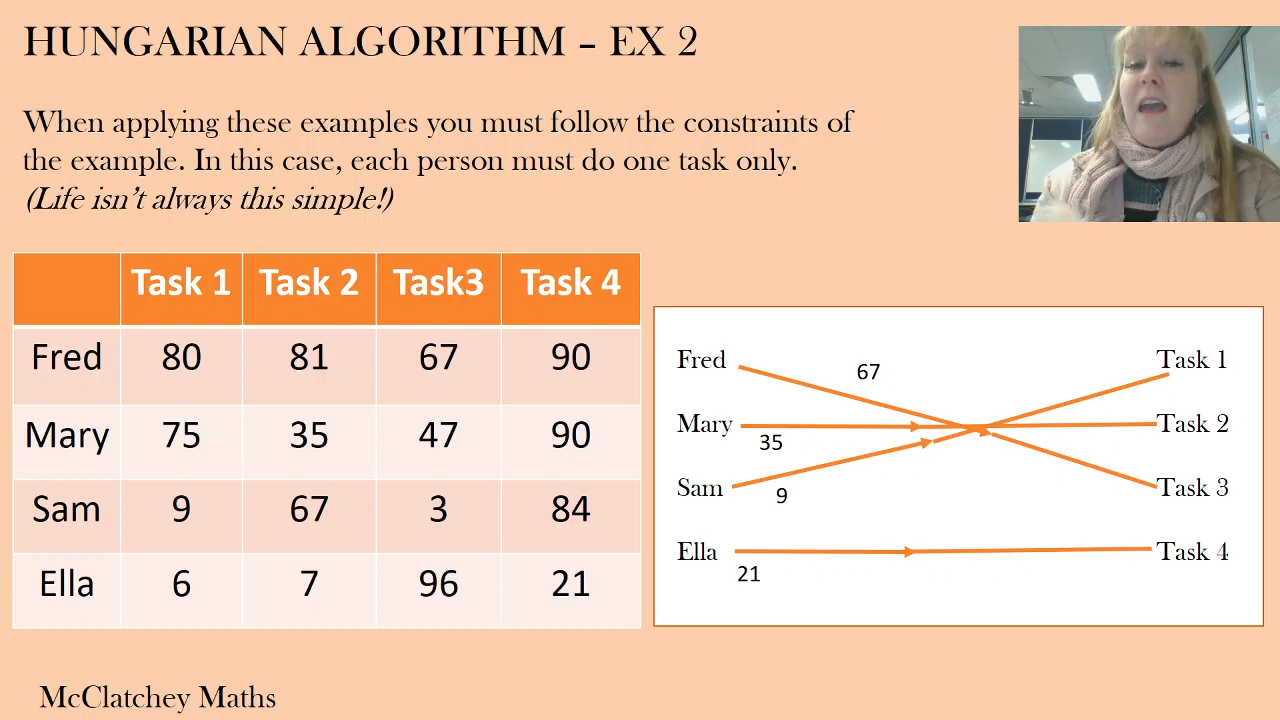 HUNGARIAN ALGORITHM – EX 2
When applying these examples you must follow the constraints of
the example. In this case, each person must do one task only.
(Life isn't always this simple!)
Task 1 Task 2 Task3 Task 4
Fred 80 81 67 90
Mary 75 35 47 90
Sam 9 67 3 84
Ella 6 7 96 21
Fred 67 Task 1
Mary 35 Task 2
Sam 9 Task 3
Ella 21 Task 4
McClatchey Maths